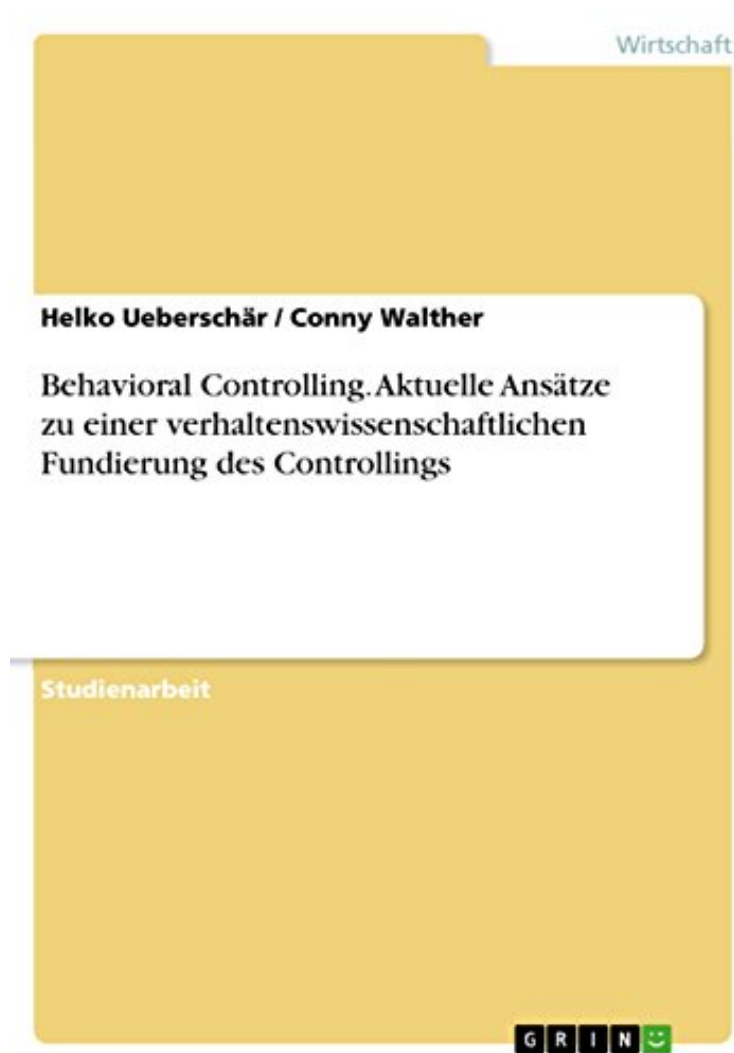 Wirtschaft
Helko Ueberschär / Conny Walther
Behavioral Controlling. Aktuelle Ansätze
zu einer verhaltenswissenschaftlichen
Fundierung des Controllings
Studienarbeit
GRIN